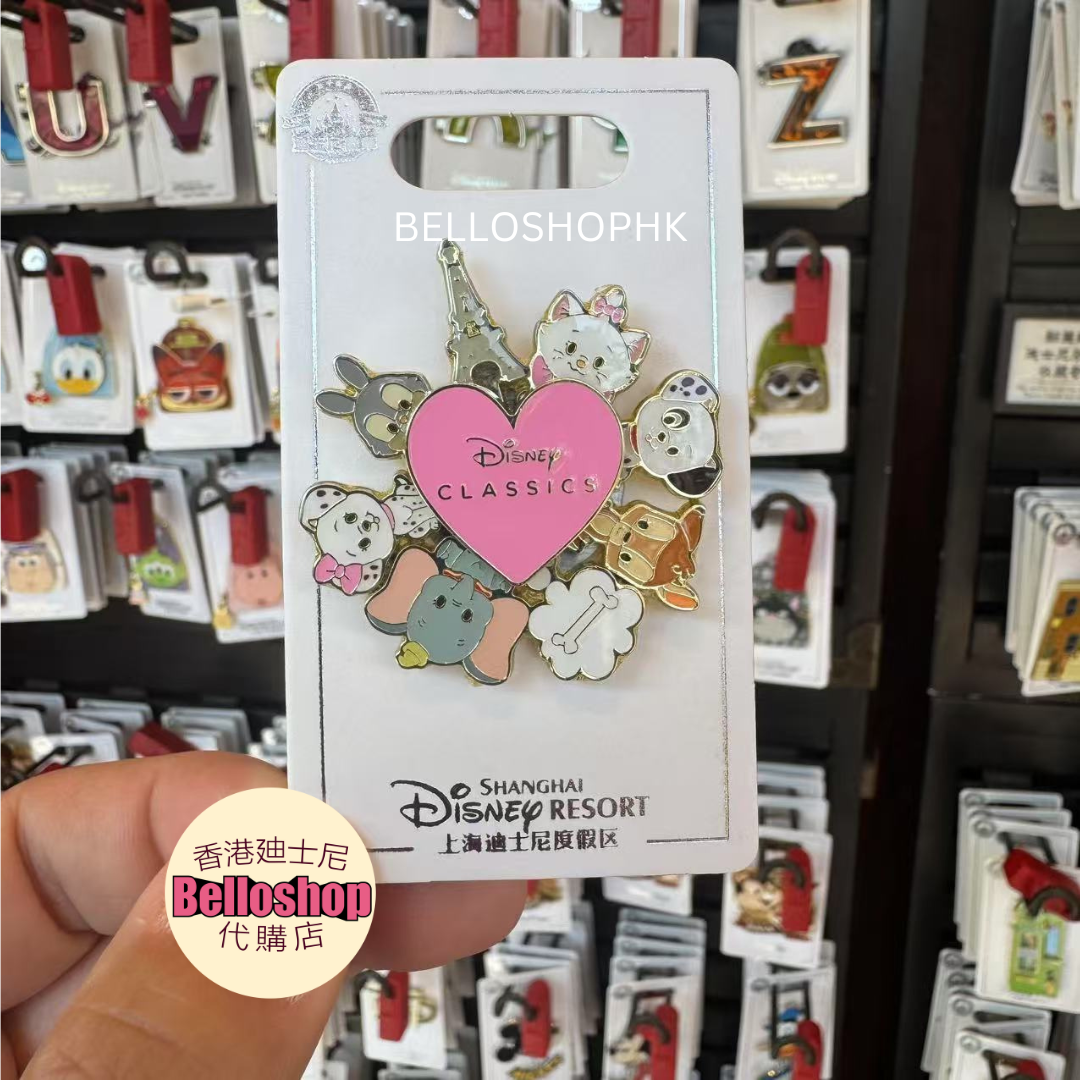 U
V
Z
BELLOSHOPHK
Disney
CLASSICS
SHANGHAI
Disney RESORT
上海迪士尼度假区
香港廸士尼
Belloshop
代購店